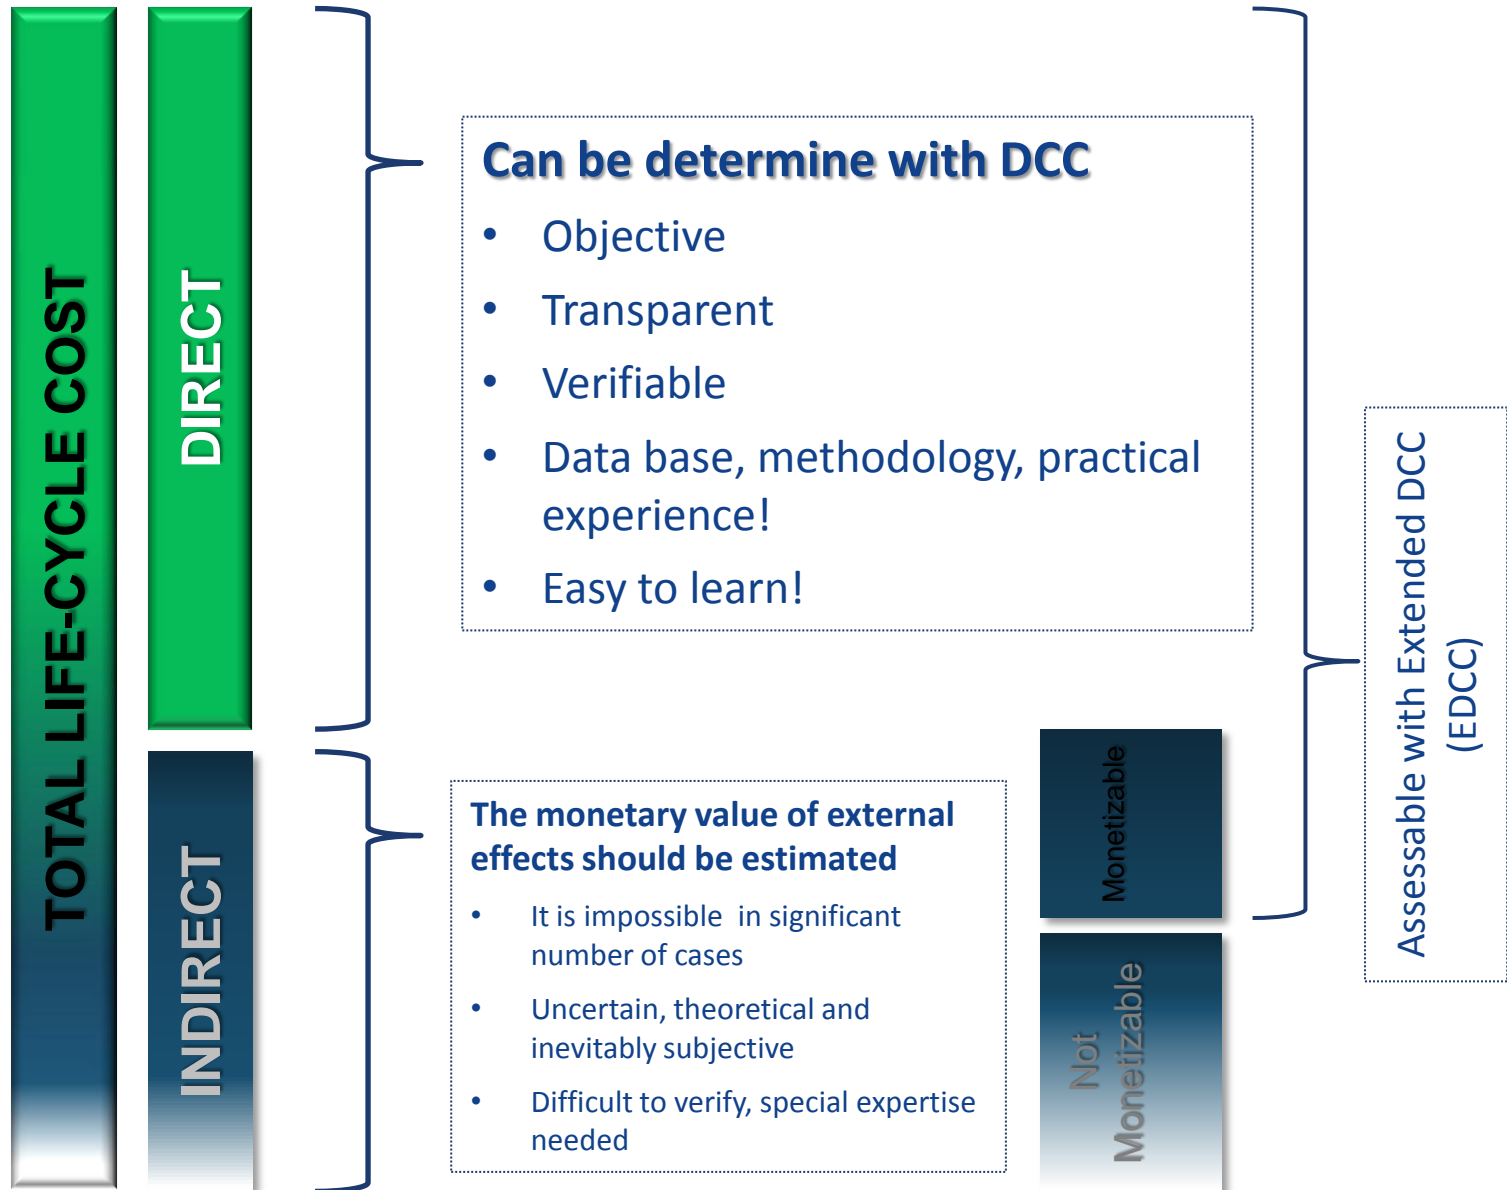 TOTAL LIFE-CYCLE COST
DIRECT
Can be determine with DCC
• Objective
• Transparent
• Verifiable
• Data base, methodology, practical
experience!
• Easy to learn!
INDIRECT
The monetary value of external
effects should be estimated
• It is impossible in significant
number of cases
• Uncertain, theoretical and
inevitably subjective
• Difficult to verify, special expertise
needed
Monetizable
Not
Monetizable
Assessable with Extended DCC
(EDCC)